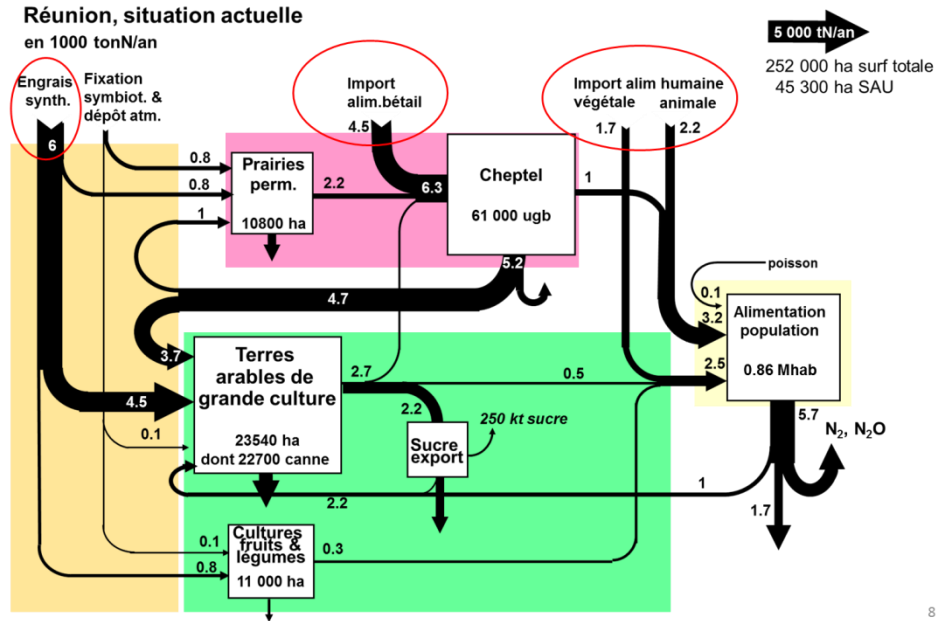 Réunion, situation actuelle
en 1000 tonN/an
5 000 tN/an
252 000 ha surf totale
45 300 ha SAU
Engrais
synth.
Fixation
symbiot. &
dépôt atm.
Import
alim.bétail
Import alim humaine
végétale
animale
6
4.5
1.7
2.2
0.8
0.8
1
Prairies
perm.
10800 ha
2.2
6.3
Cheptel
61 000 ugb
1
5.2
4.7
poisson
0.1
3.2
2.5
Alimentation
population
0.86 Mhab
3.7
4.5
0.1
Terres
arables de
grande culture
23540 ha
dont 22700 canne
2.7
2.2
0.5
250 kt sucre
Sucre
export
2.2
1
5.7
N₂, N₂O
1.7
0.1
0.8
Cultures
fruits &
légumes
11 000 ha
0.3
8